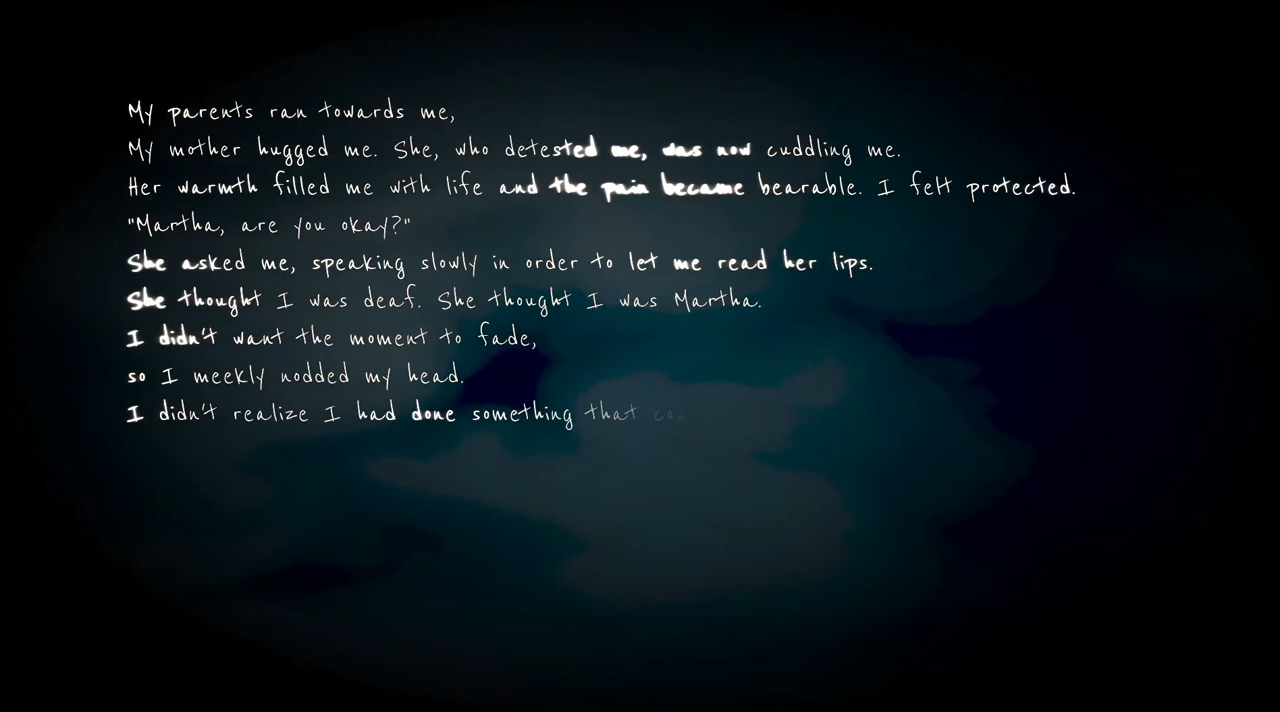 My parents ran towards me,
My mother hugged me. She, who detested me, was now cuddling me.
Her warmth filled me with life and the pain became bearable. I felt protected.
"Martha, are you okay?"
She asked me, speaking slowly in order to let me read her lips.
She thought I was deaf. She thought I was Martha.
I didn't want the moment to fade,
so I meekly nodded my head.
I didn't realize I had done something that